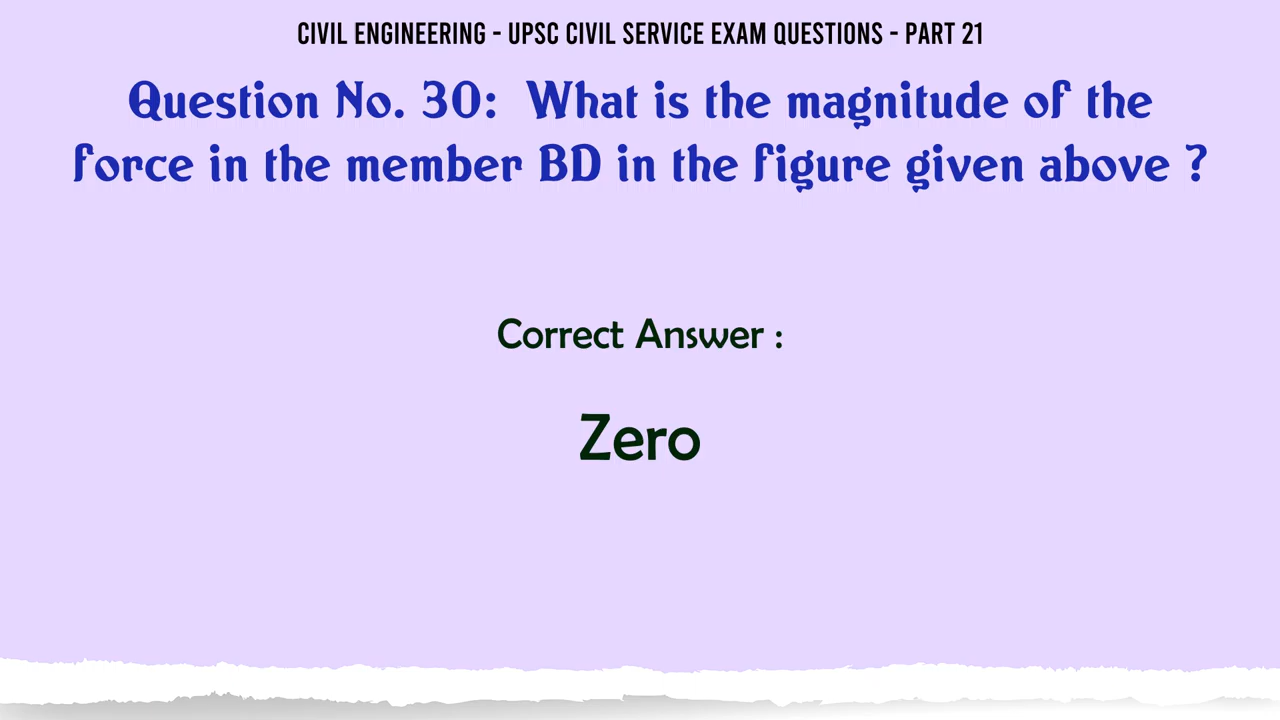 CIVIL ENGINEERING - UPSC CIVIL SERVICE EXAM QUESTIONS - PART 21
Question No. 30: What is the magnitude of the
force in the member BD in the figure given above ?
Correct Answer :
Zero